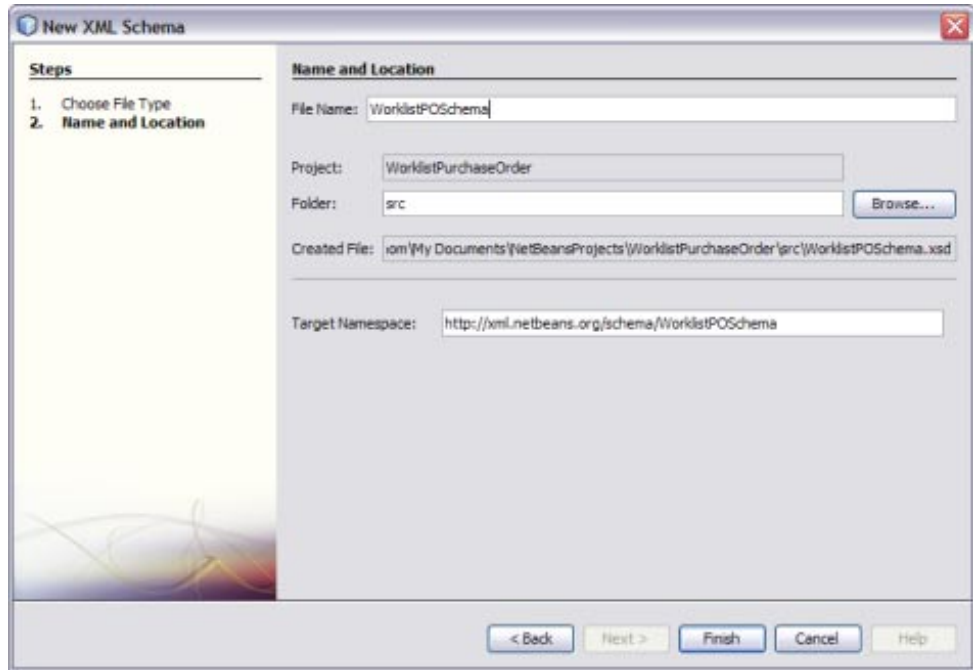 New XML Schema
Steps
1. Choose File Type
2. Name and Location
Name and Location
File Name: WorklistPOSchema
Project: WorklistPurchaseOrder
Folder: src Browse...
Created File: om\My Documents\NetBeansProjects\WorklistPurchaseOrder\src\WorklistPOSchema.xsd
Target Namespace: http://xml.netbeans.org/schema/WorklistPOSchema
< Back Next > Finish Cancel Help